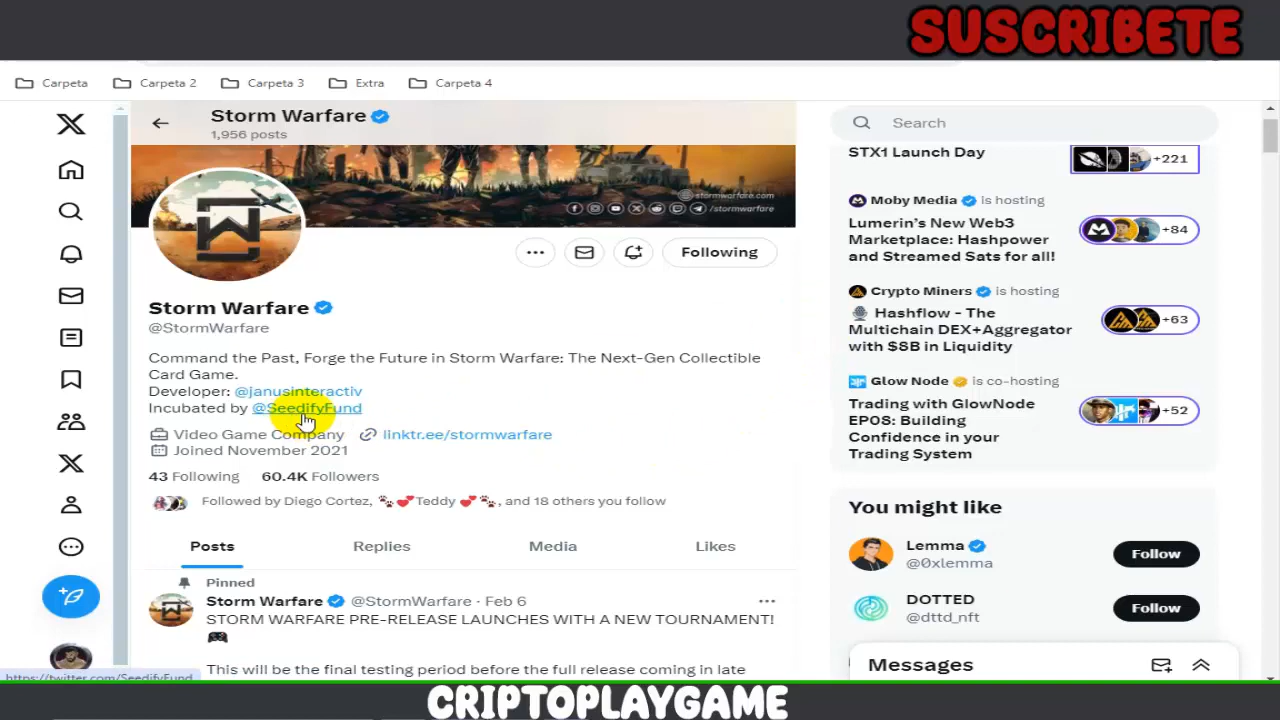 SUSCRIBETE
Carpeta
Carpeta 2
Carpeta 3
Extra
Carpeta 4
Storm Warfare
1,956 posts
stormwarfare.com
/stormwarfare
Following
Storm Warfare
@StormWarfare
Command the Past, Forge the Future in Storm Warfare: The Next-Gen Collectible
Card Game.
Developer: @janusinteractiv
Incubated by @SeedifyFund
Video Game Company linktr.ee/stormwarfare
Joined November 2021
43 Following 60.4K Followers
Followed by Diego Cortez, 🐾💕Teddy 💕🐾, and 18 others you follow
Posts Replies Media Likes
Pinned
Storm Warfare @StormWarfare · Feb 6
STORM WARFARE PRE-RELEASE LAUNCHES WITH A NEW TOURNAMENT!
🎮
This will be the final testing period before the full release coming in late
https://twitter.com/SeedifyFund
Search
STX1 Launch Day
+221
Moby Media is hosting
Lumerin's New Web3
Marketplace: Hashpower
and Streamed Sats for all!
+84
Crypto Miners is hosting
🎙️ Hashflow - The
Multichain DEX+Aggregator
with $SB in Liquidity
+63
Glow Node is co-hosting
Trading with GlowNode
EP08: Building
Confidence in your
Trading System
+52
You might like
Lemma
@0xlemma
Follow
DOTTED
@dttd_nft
Follow
Messages
CRIPTOPLAYGAME